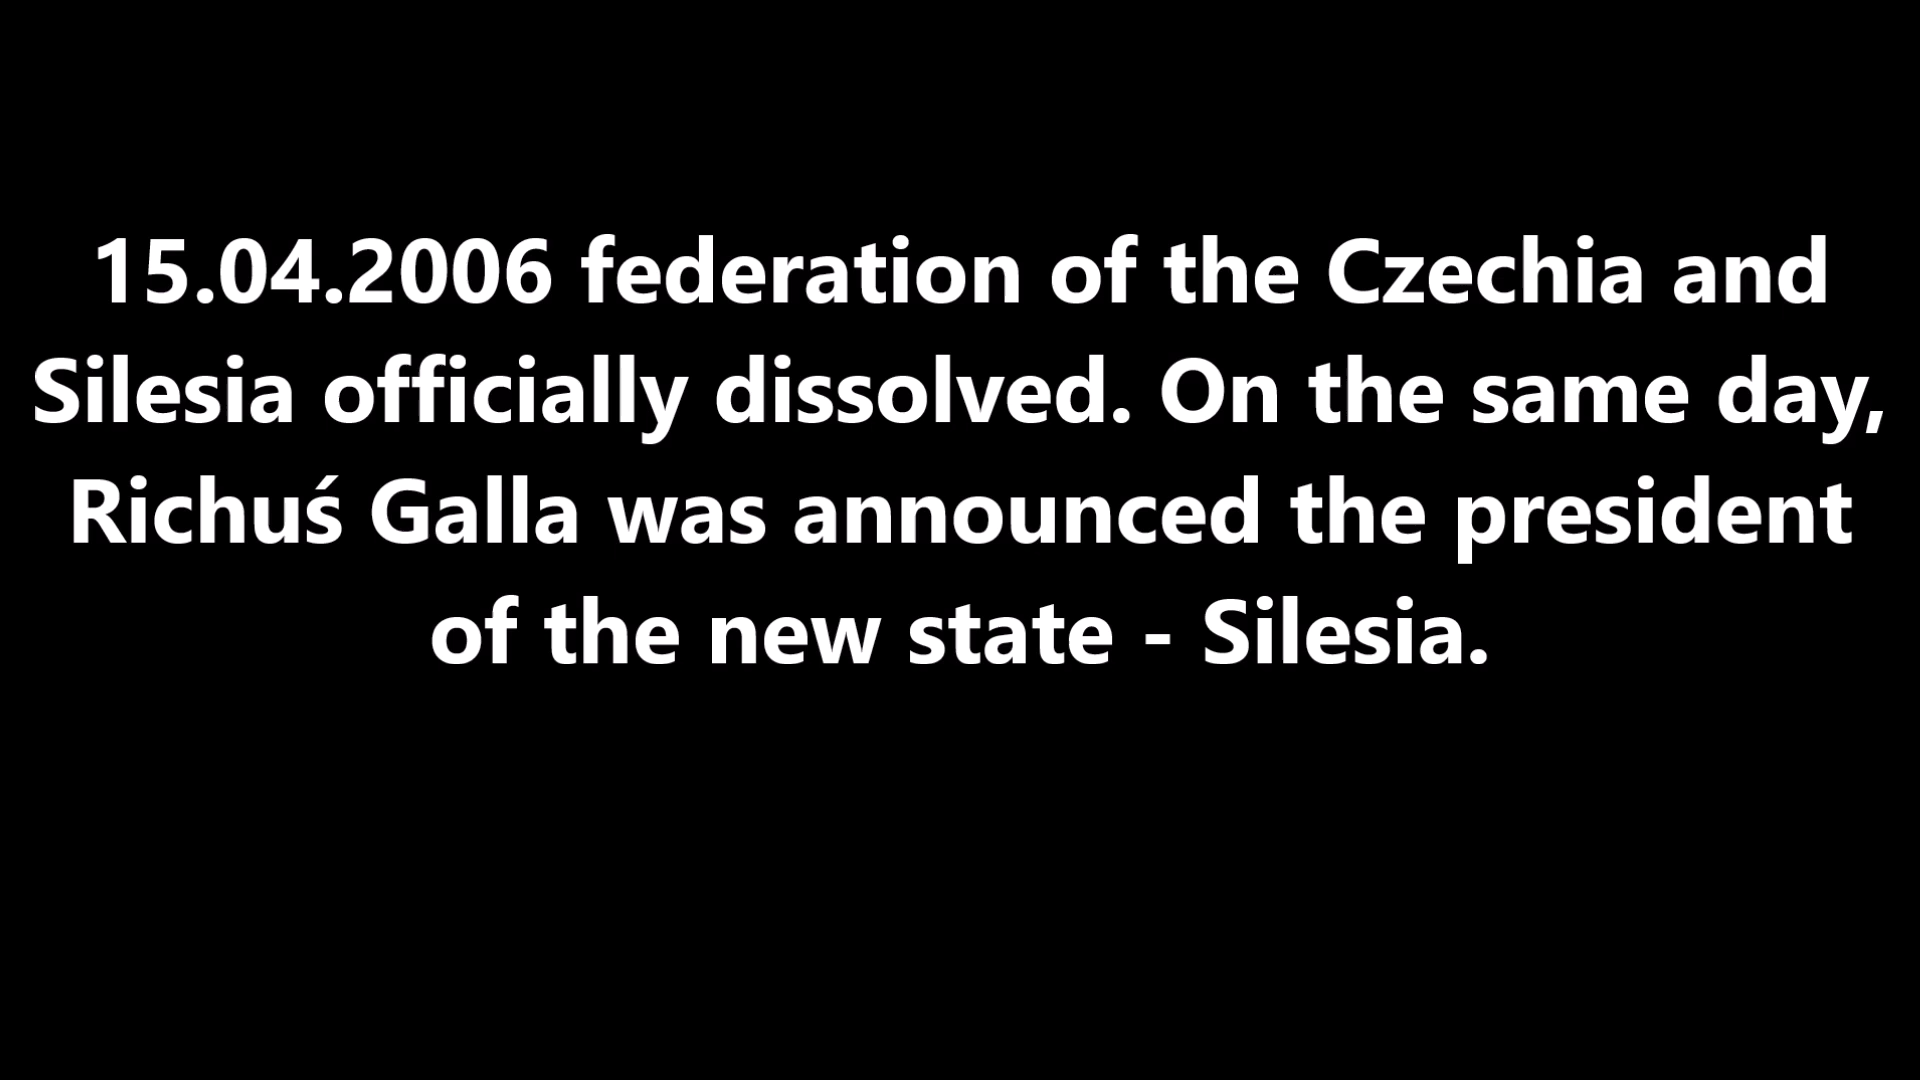 15.04.2006 federation of the Czechia and
Silesia officially dissolved. On the same day,
Richuś Galla was announced the president
of the new state - Silesia.